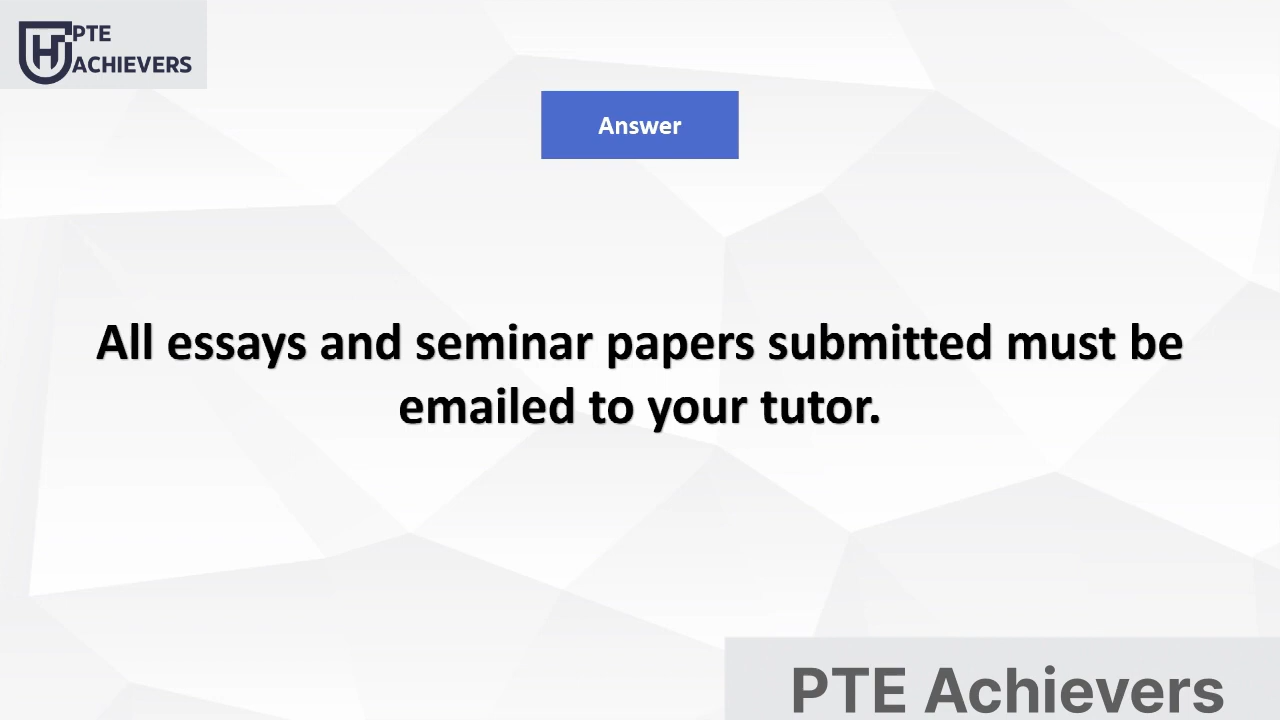 PTE
ACHIEVERS
Answer
All essays and seminar papers submitted must be
emailed to your tutor.
PTE Achievers